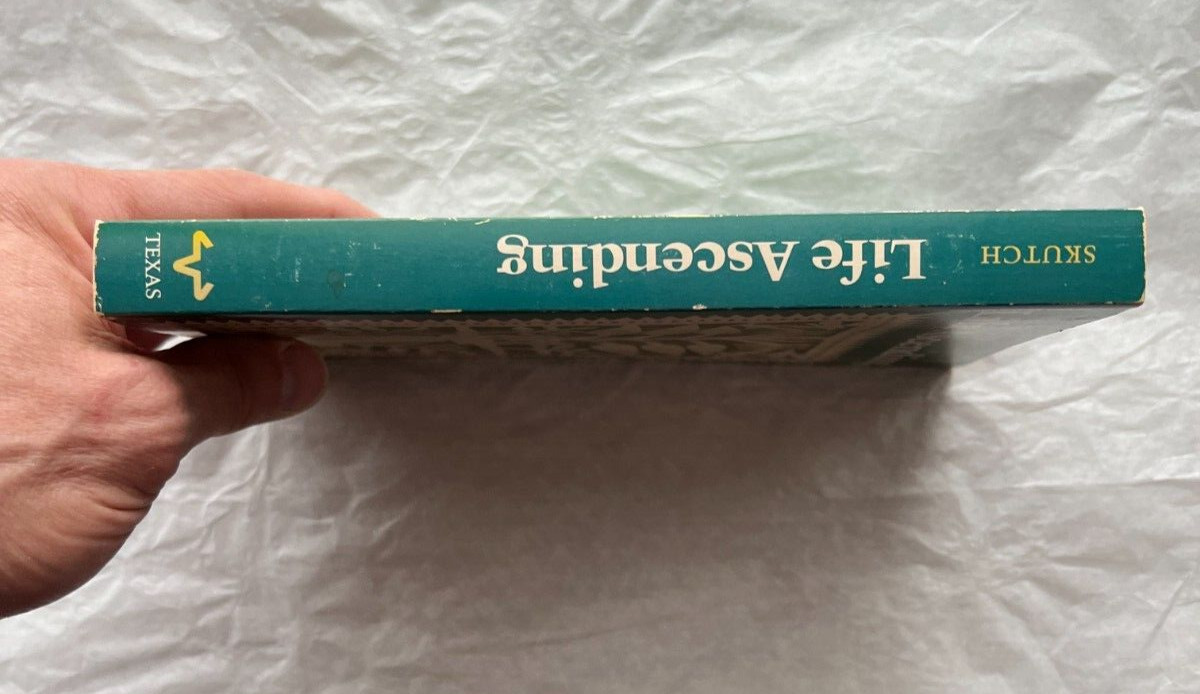 SKUTCH
Life Ascending
TEXAS